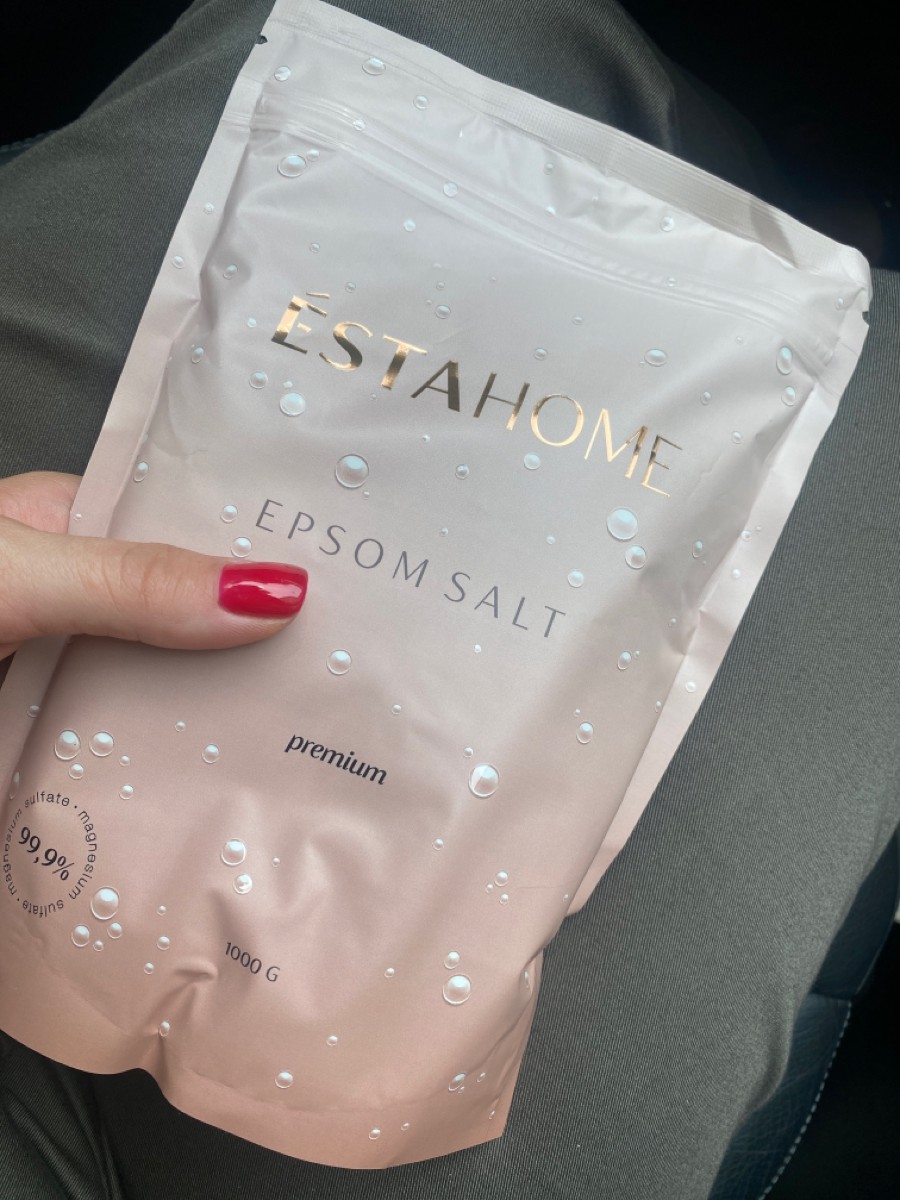 ÉSTAHOME
EPSOM SALT
premium
magnesium sulfate · magnesium sulfate ·
99,9%
1000 G